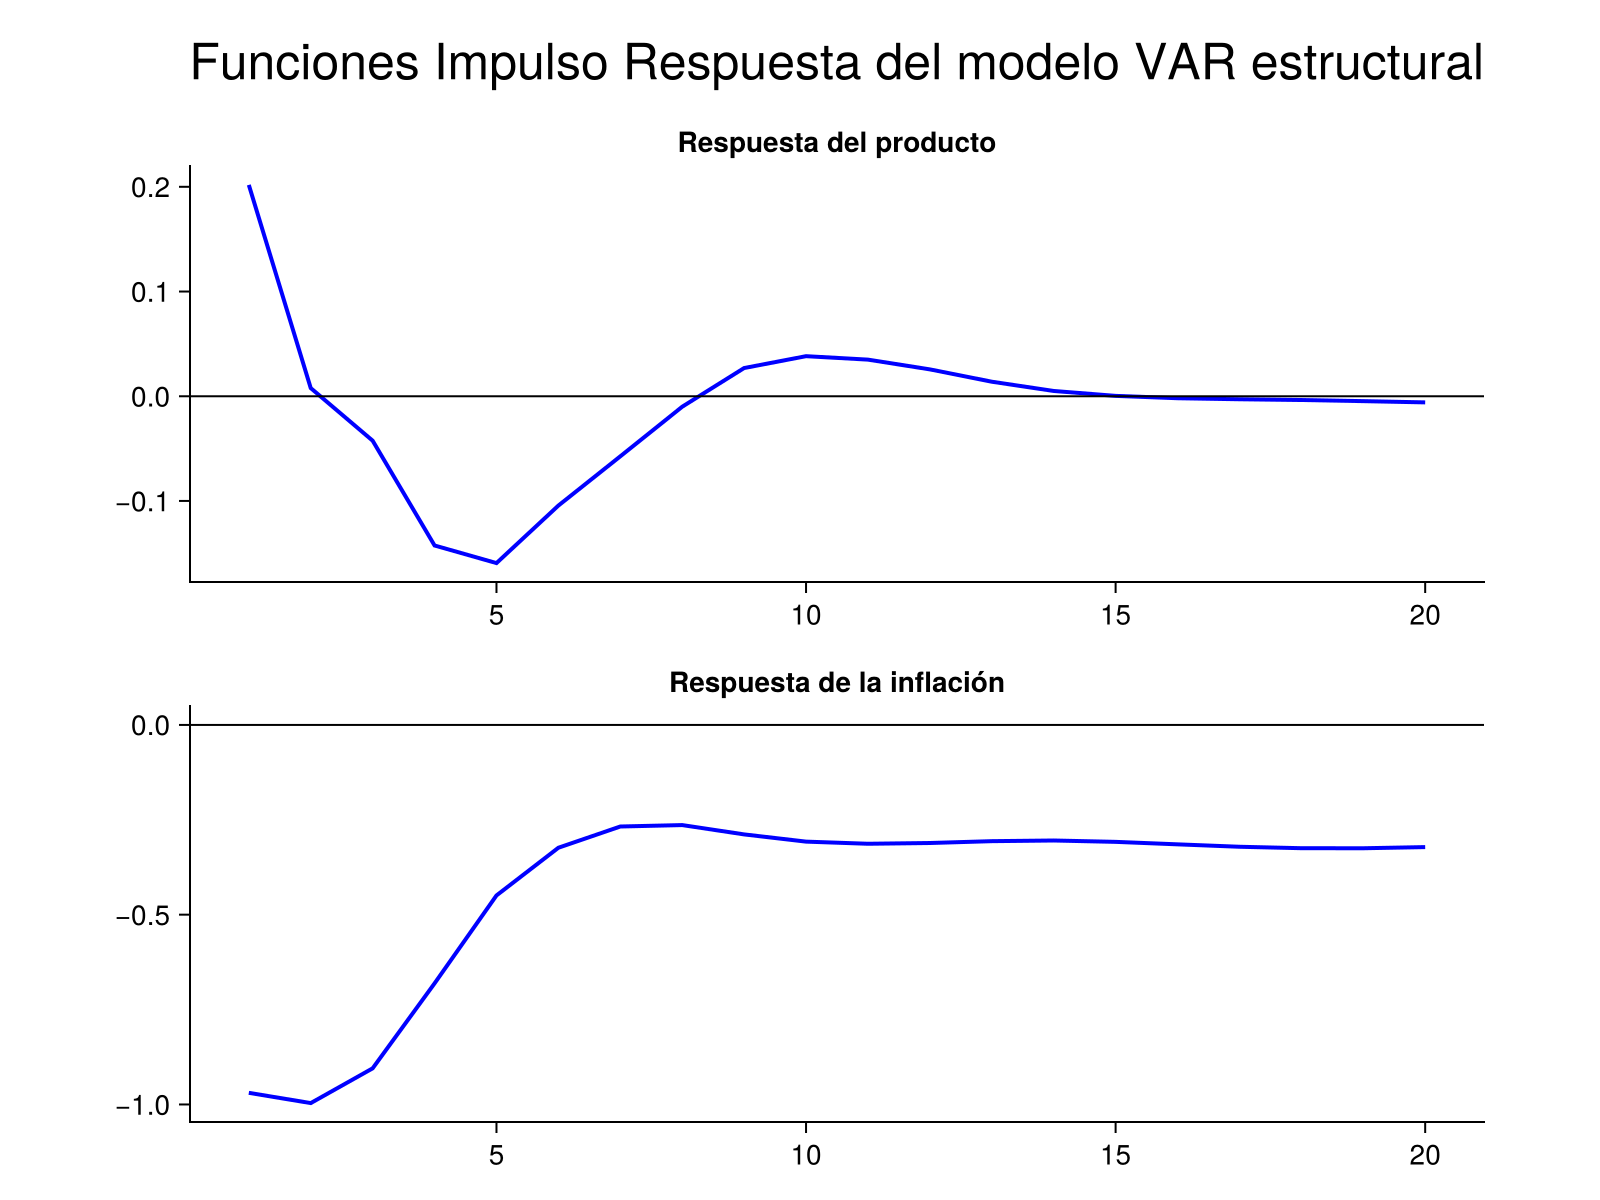 Funciones Impulso Respuesta del modelo VAR estructural
Respuesta del producto
0.2
0.1
0.0
−0.1
5 10 15 20
Respuesta de la inflación
0.0
−0.5
−1.0
5 10 15 20